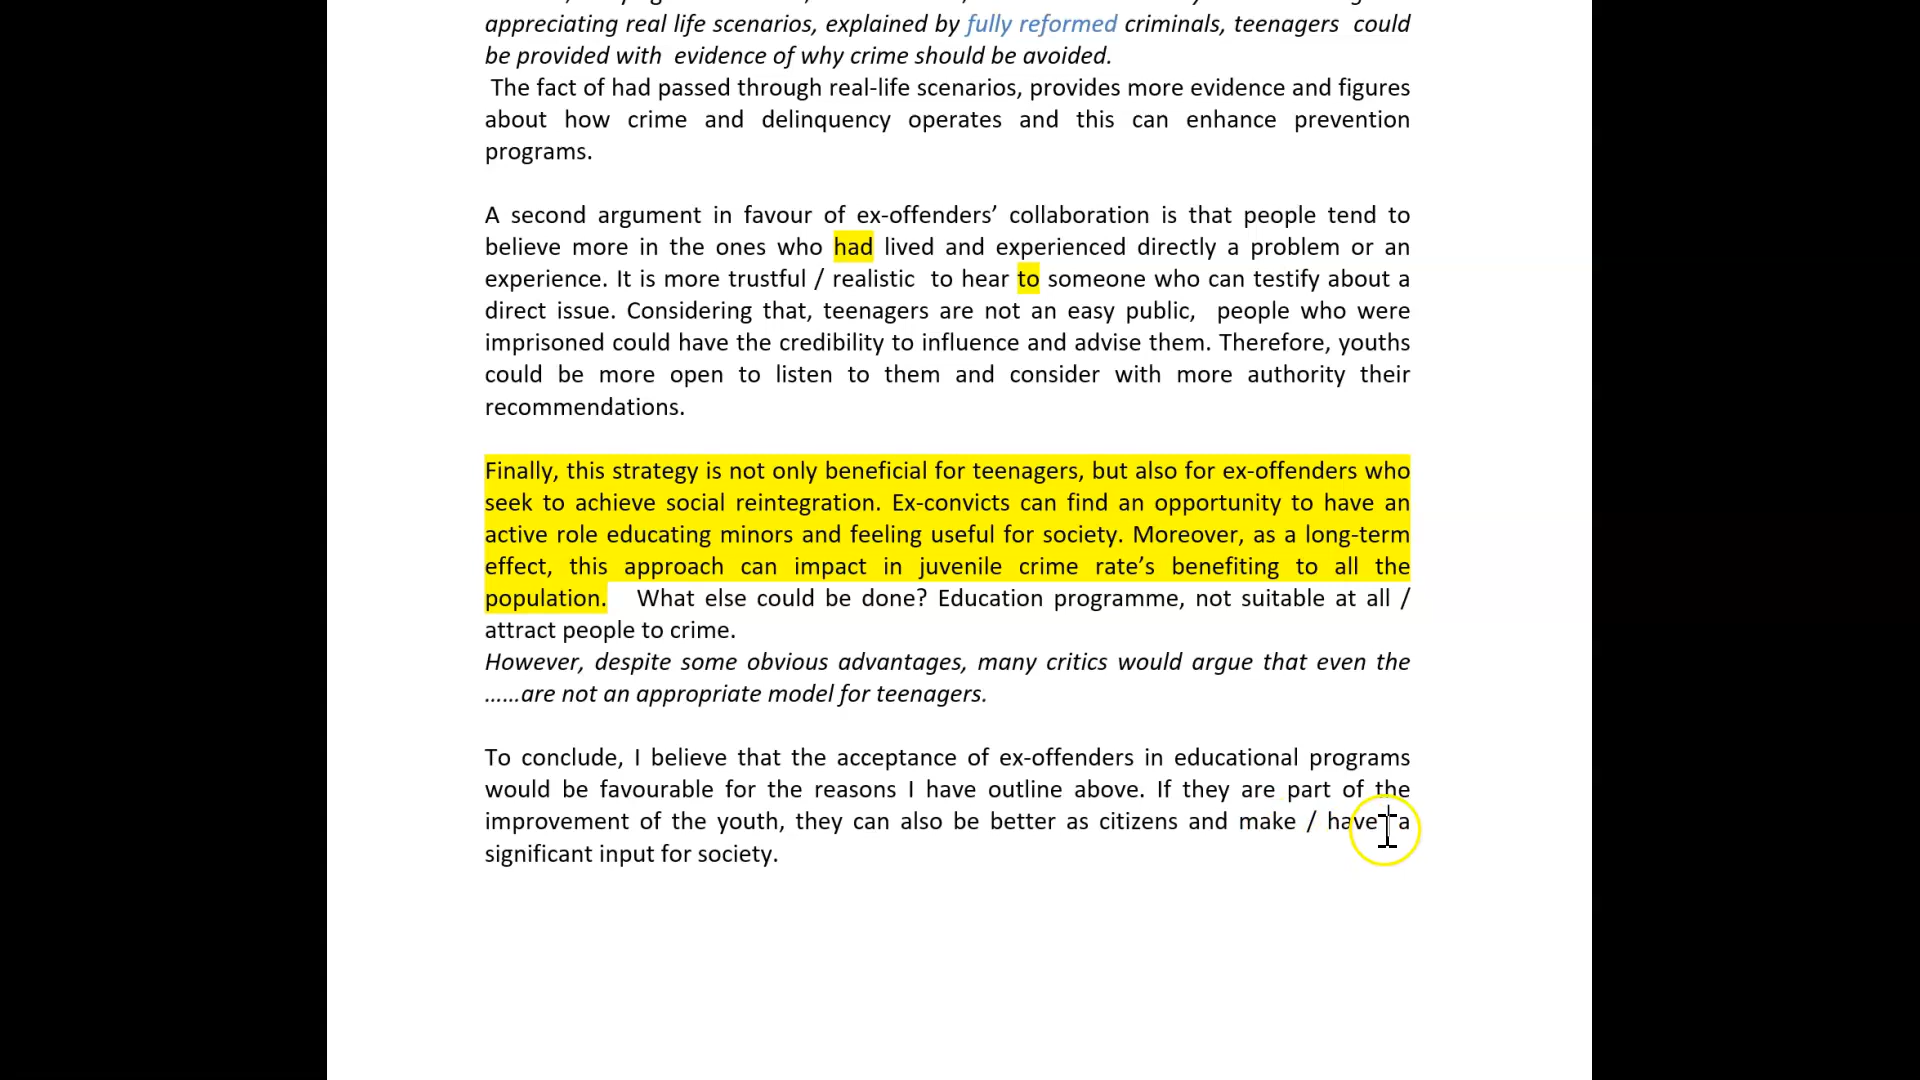 appreciating real life scenarios, explained by fully reformed criminals, teenagers could
be provided with evidence of why crime should be avoided.
The fact of had passed through real-life scenarios, provides more evidence and figures
about how crime and delinquency operates and this can enhance prevention
programs.
A second argument in favour of ex-offenders’ collaboration is that people tend to
believe more in the ones who had lived and experienced directly a problem or an
experience. It is more trustful / realistic to hear to someone who can testify about a
direct issue. Considering that, teenagers are not an easy public, people who were
imprisoned could have the credibility to influence and advise them. Therefore, youths
could be more open to listen to them and consider with more authority their
recommendations.
Finally, this strategy is not only beneficial for teenagers, but also for ex-offenders who
seek to achieve social reintegration. Ex-convicts can find an opportunity to have an
active role educating minors and feeling useful for society. Moreover, as a long-term
effect, this approach can impact in juvenile crime rate’s benefiting to all the
population. What else could be done? Education programme, not suitable at all /
attract people to crime.
However, despite some obvious advantages, many critics would argue that even the
......are not an appropriate model for teenagers.
To conclude, I believe that the acceptance of ex-offenders in educational programs
would be favourable for the reasons I have outline above. If they are part of the
improvement of the youth, they can also be better as citizens and make / have a
significant input for society.